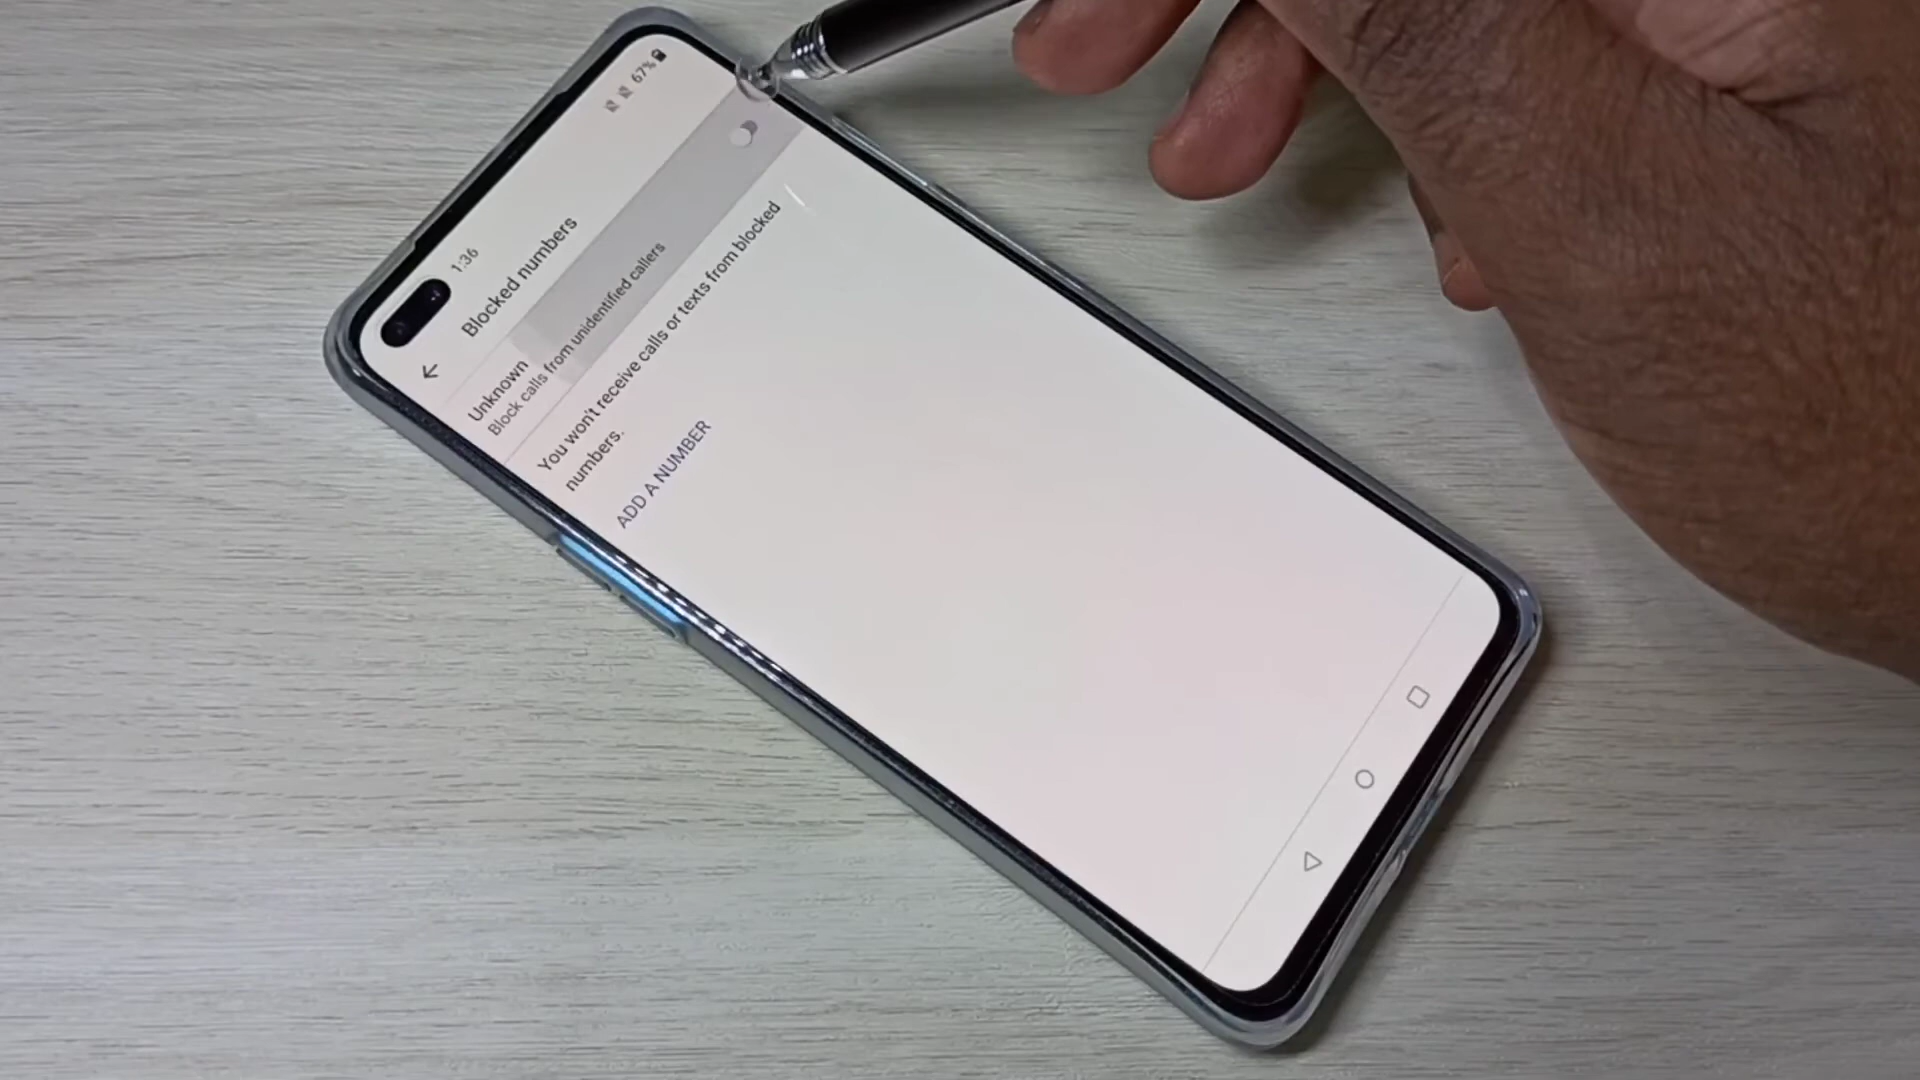 1:36
67%
Blocked numbers
Unknown
Block calls from unidentified callers
You won't receive calls or texts from blocked
numbers.
ADD A NUMBER